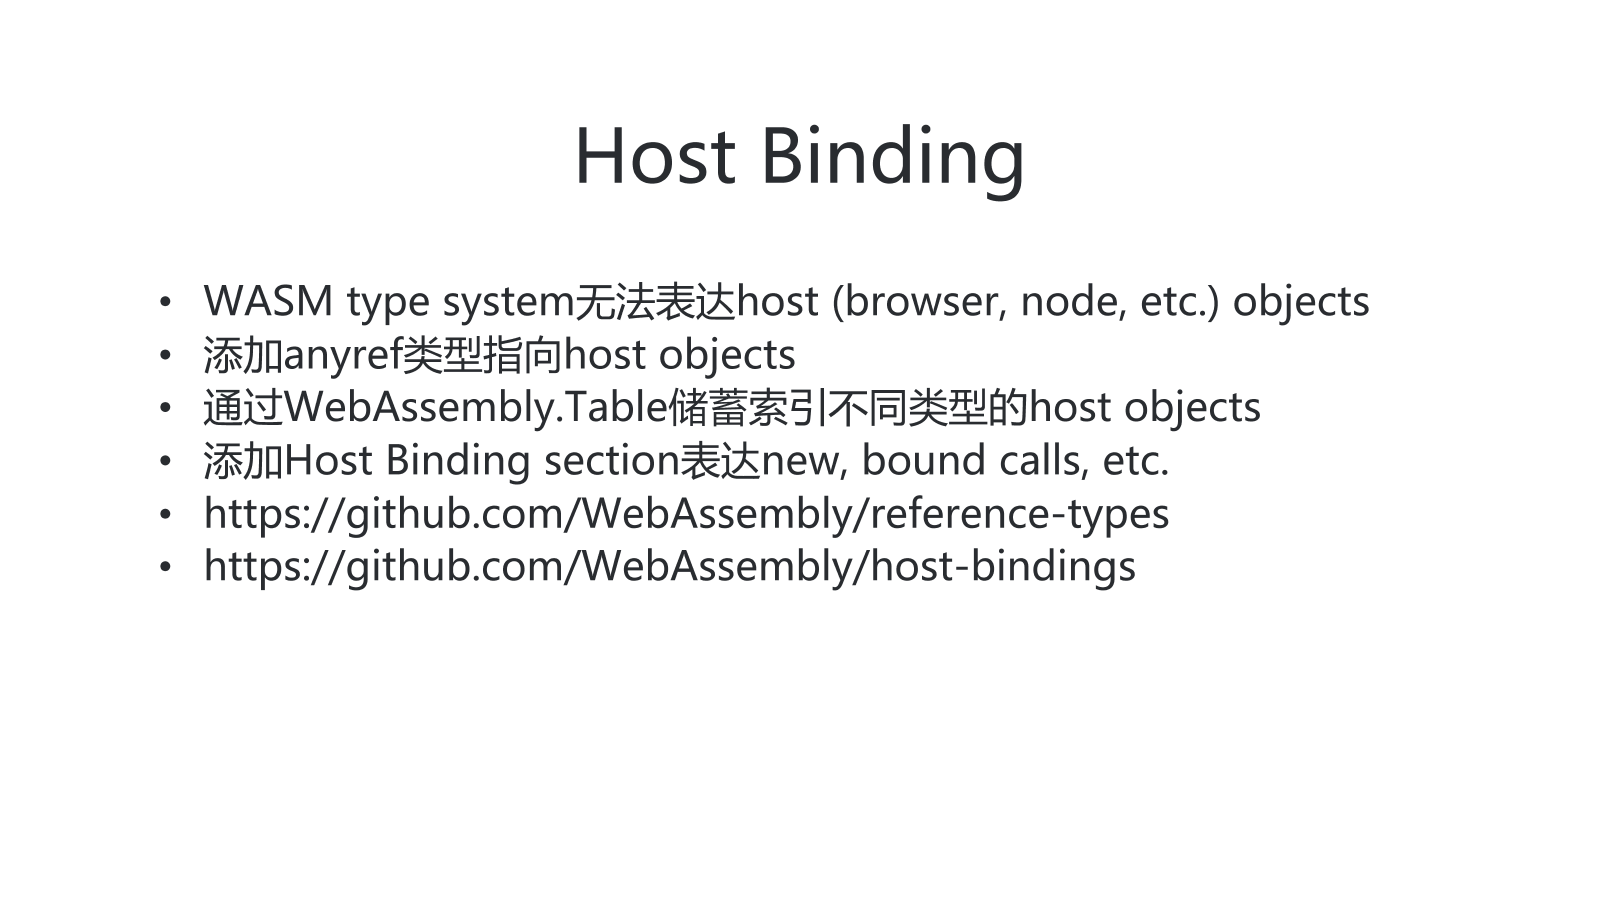 Host Binding
• WASM type system无法表达host (browser, node, etc.) objects
• 添加anyref类型指向host objects
• 通过WebAssembly.Table储蓄索引不同类型的host objects
• 添加Host Binding section表达new, bound calls, etc.
• https://github.com/WebAssembly/reference-types
• https://github.com/WebAssembly/host-bindings